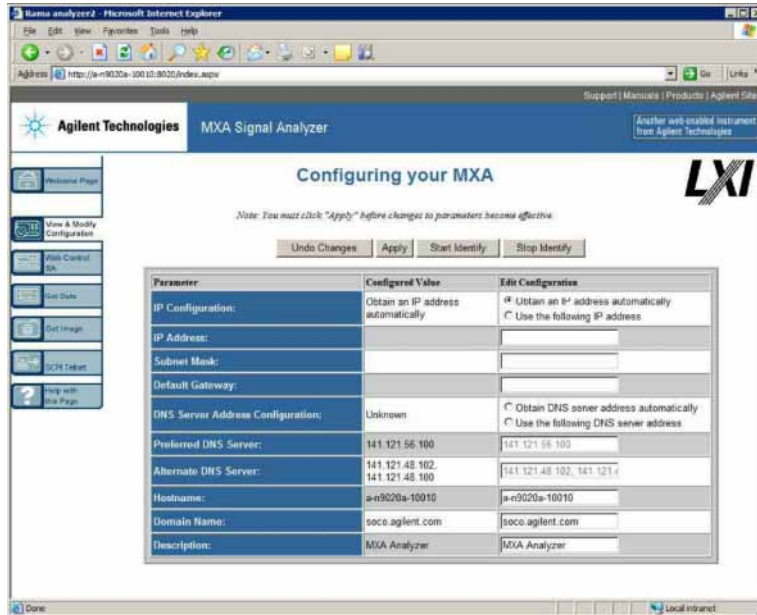 Rama analyzer2 - Microsoft Internet Explorer
File Edit View Favorites Tools Help
Address http://a-n9020a-10010:8020/index.aspx Go Links
Support | Manuals | Products | Agilent Site
Agilent Technologies MXA Signal Analyzer
Another web-enabled instrument
from Agilent Technologies
Welcome Page
View & Modify
Configuration
Web Control
SA
Get Data
Get Image
SCPI Telnet
Help with
this Page
Configuring your MXA
LXI
Note: You must click "Apply" before changes to parameters become effective.
Undo Changes Apply Start Identify Stop Identify
Parameter Configured Value Edit Configuration
IP Configuration: Obtain an IP address automatically Obtain an IP address automatically
Use the following IP address
IP Address:
Subnet Mask:
Default Gateway:
DNS Server Address Configuration: Unknown Obtain DNS server address automatically
Use the following DNS server address
Preferred DNS Server: 141.121.56.100 141.121.56.100
Alternate DNS Server: 141.121.48.102, 141.121.48.100 141.121.48.102, 141.121.4
Hostname: a-n9020a-10010 a-n9020a-10010
Domain Name: soco.agilent.com soco.agilent.com
Description: MXA Analyzer MXA Analyzer
Done Local intranet